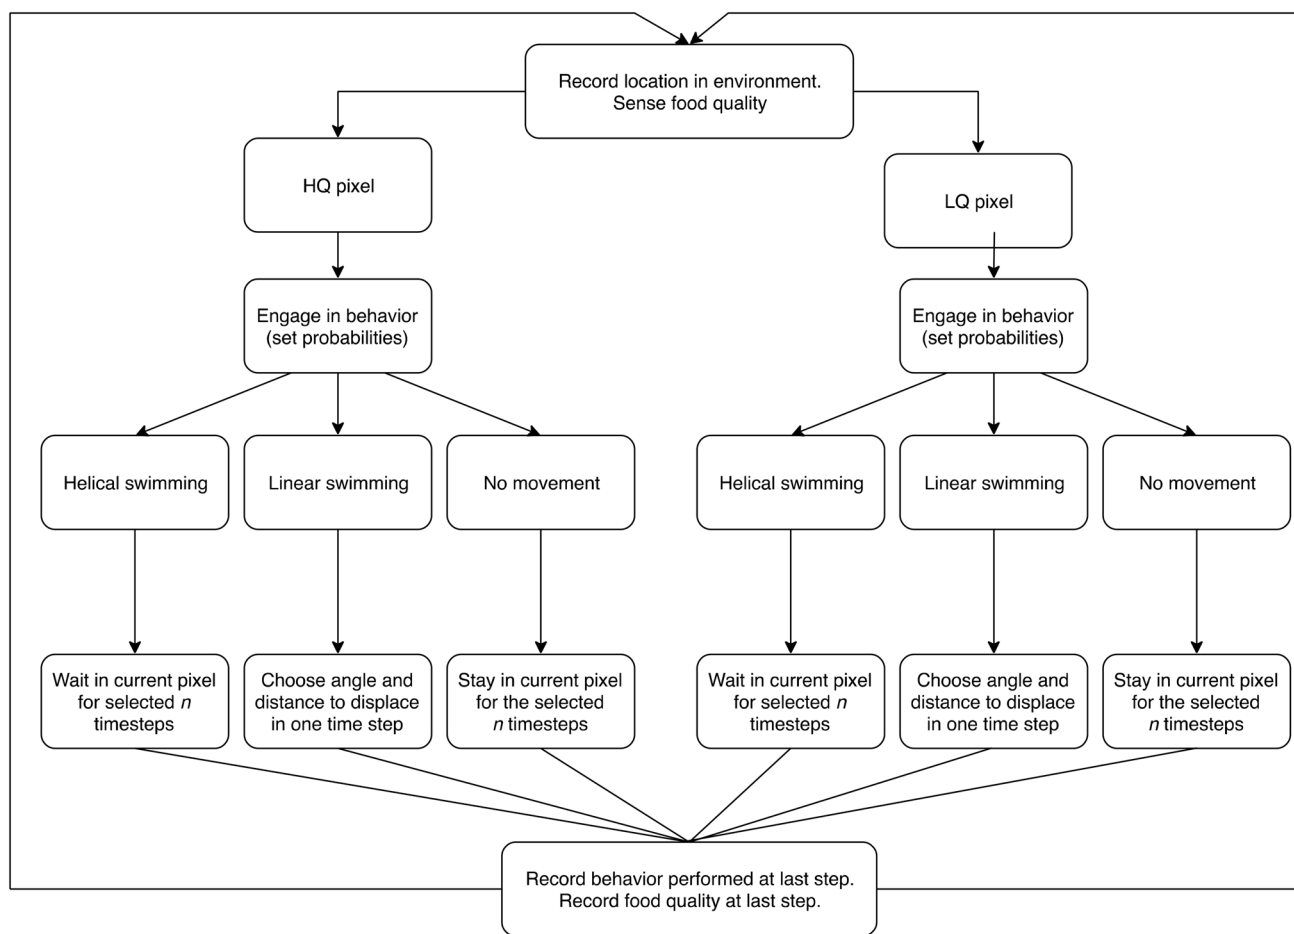 Record location in environment.
Sense food quality
HQ pixel
LQ pixel
Engage in behavior
(set probabilities)
Engage in behavior
(set probabilities)
Helical swimming
Linear swimming
No movement
Helical swimming
Linear swimming
No movement
Wait in current pixel
for selected n
timesteps
Choose angle and
distance to displace
in one time step
Stay in current pixel
for the selected
n timesteps
Wait in current pixel
for selected n
timesteps
Choose angle and
distance to displace
in one time step
Stay in current pixel
for the selected
n timesteps
Record behavior performed at last step.
Record food quality at last step.